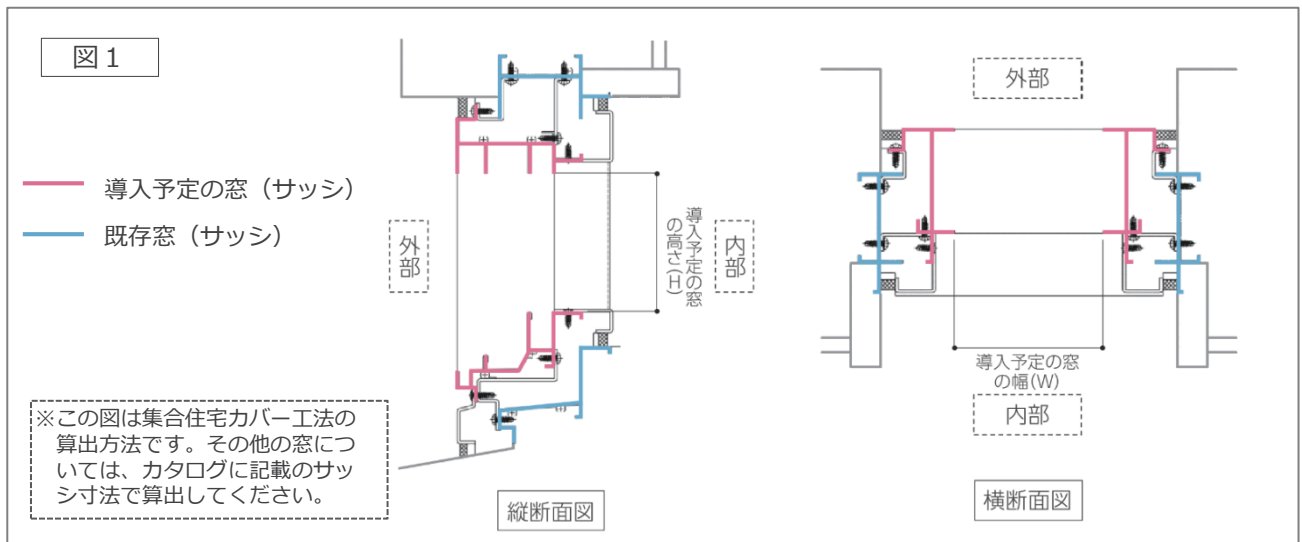 図1
導入予定の窓（サッシ）
既存窓（サッシ）
※この図は集合住宅カバー工法の
算出方法です。その他の窓につ
いては、カタログに記載のサッ
シ寸法で算出してください。
外部
導入予定の窓
の高さ(H)
内部
縦断面図
外部
導入予定の窓
の幅(W)
内部
横断面図